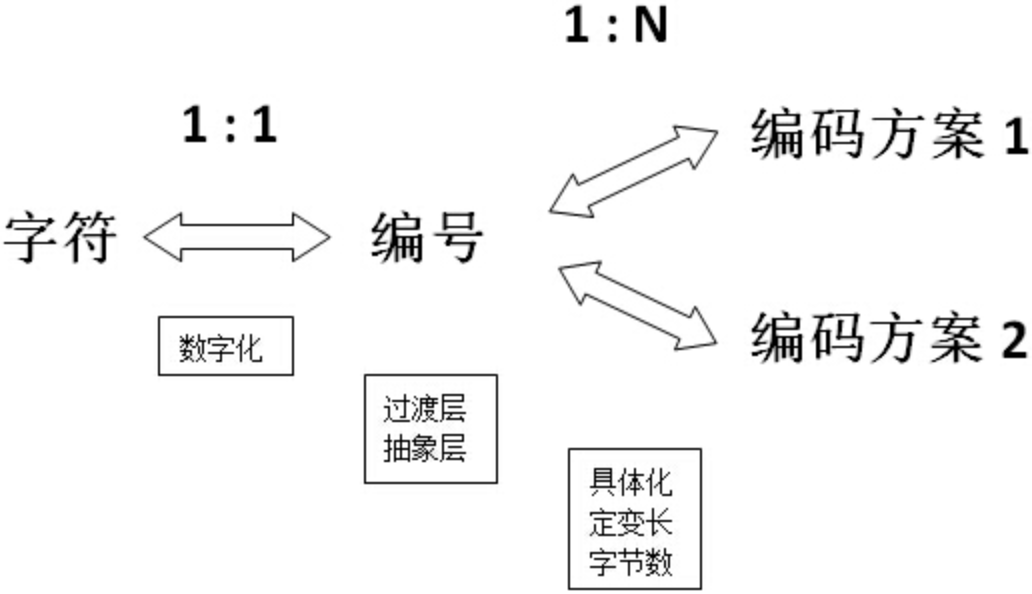 1 : N
1 : 1
编码方案 1
字符
编号
编码方案 2
数字化
过渡层
抽象层
具体化
定变长
字节数